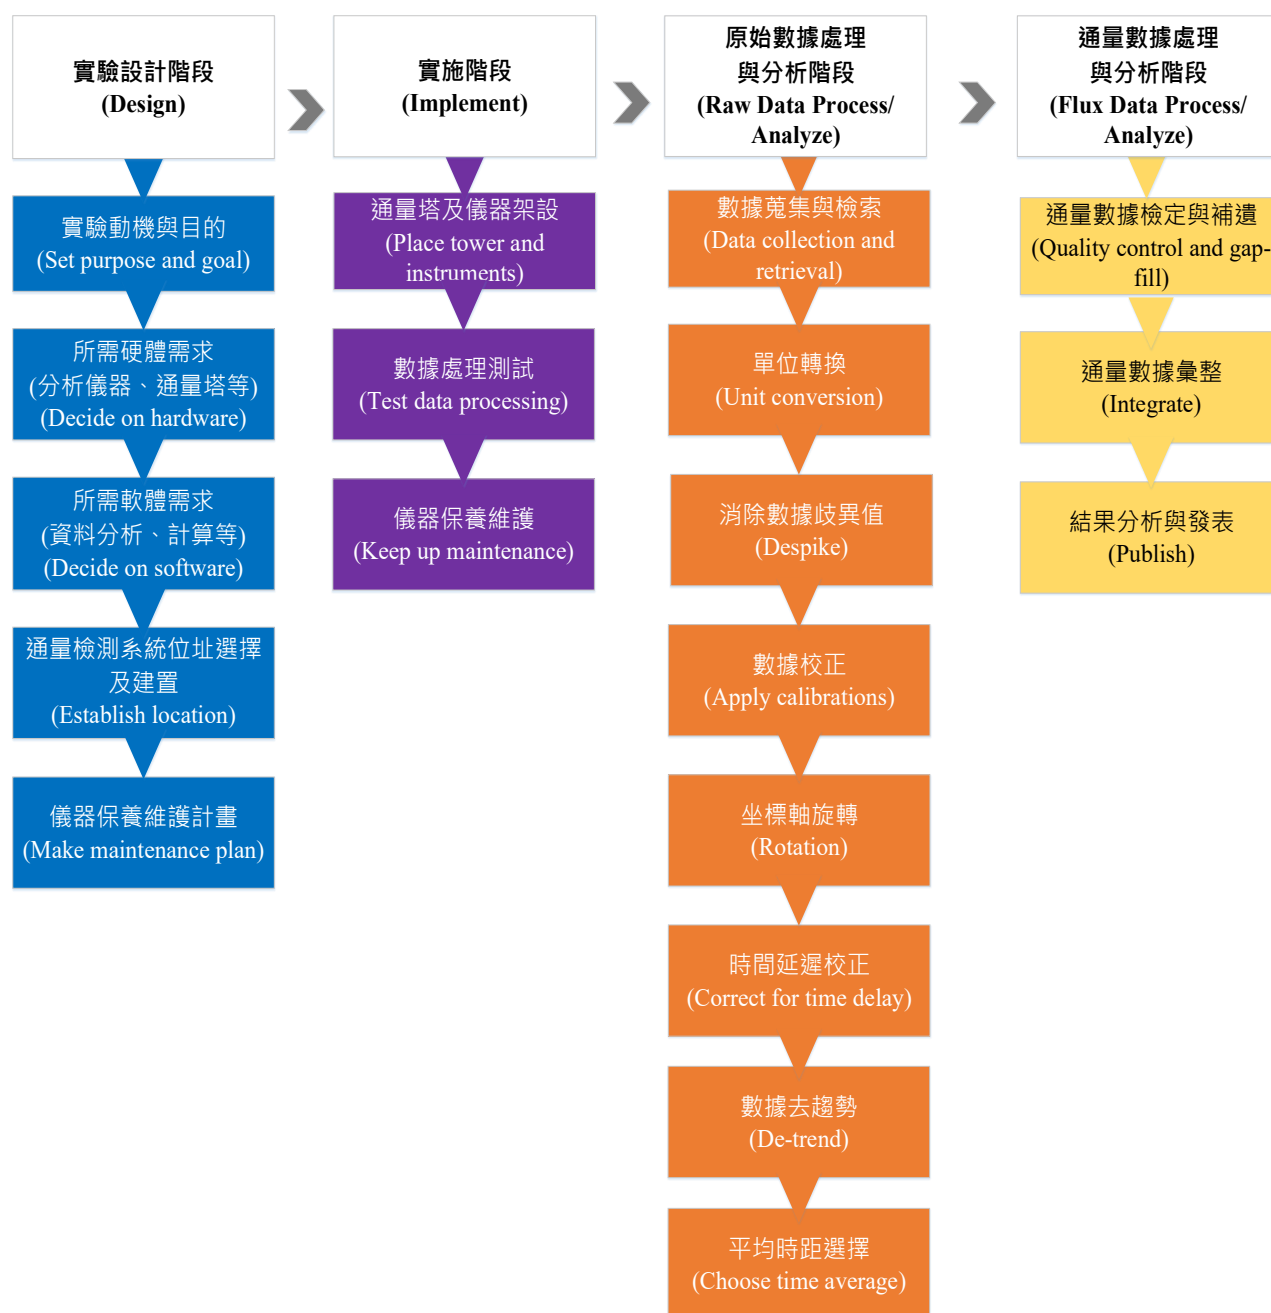 實驗設計階段
(Design)
實驗動機與目的
(Set purpose and goal)
所需硬體需求
(分析儀器、通量塔等)
(Decide on hardware)
所需軟體需求
(資料分析、計算等)
(Decide on software)
通量檢測系統位址選擇
及建置
(Establish location)
儀器保養維護計畫
(Make maintenance plan)
實施階段
(Implement)
通量塔及儀器架設
(Place tower and
instruments)
數據處理測試
(Test data processing)
儀器保養維護
(Keep up maintenance)
原始數據處理
與分析階段
(Raw Data Process/
Analyze)
數據蒐集與檢索
(Data collection and
retrieval)
單位轉換
(Unit conversion)
消除數據歧異值
(Despike)
數據校正
(Apply calibrations)
坐標軸旋轉
(Rotation)
時間延遲校正
(Correct for time delay)
數據去趨勢
(De-trend)
平均時距選擇
(Choose time average)
通量數據處理
與分析階段
(Flux Data Process/
Analyze)
通量數據檢定與補遺
(Quality control and gap-
fill)
通量數據彙整
(Integrate)
結果分析與發表
(Publish)